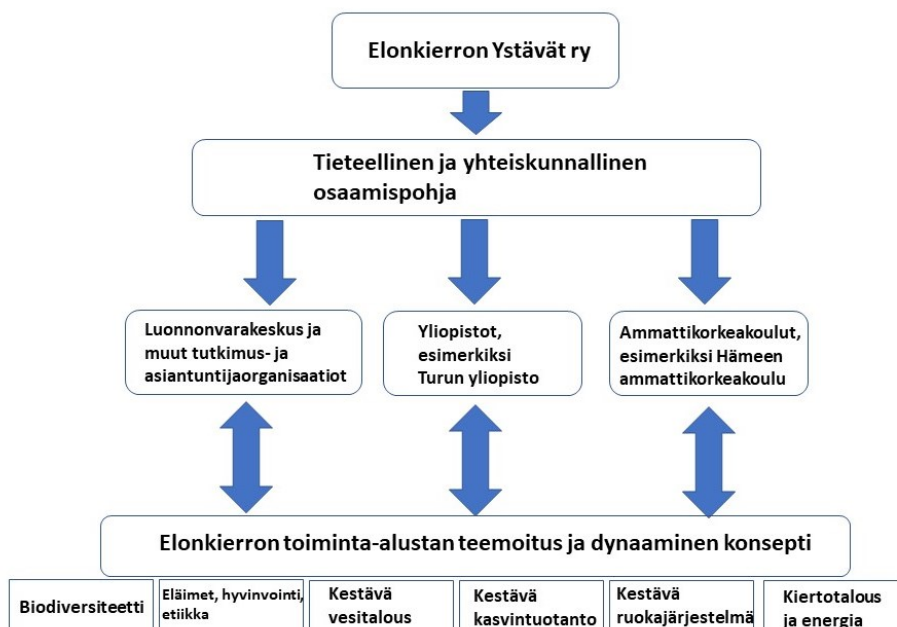 Elonkierron Ystävät ry
Tieteellinen ja yhteiskunnallinen
osaamispohja
Luonnonvarakeskus ja
muut tutkimus- ja
asiantuntijaorganisaatiot
Yliopistot,
esimerkiksi
Turun yliopisto
Ammattikorkeakoulut,
esimerkiksi Hämeen
ammattikorkeakoulu
Elonkierron toiminta-alustan teemoitus ja dynaaminen konsepti
Biodiversiteetti
Eläimet, hyvinvointi,
etiikka
Kestävä
vesitalous
Kestävä
kasvintuotanto
Kestävä
ruokajärjestelmä
Kiertotalous
ja energia